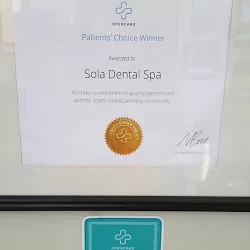 OPENCARE
Patients' Choice Winner
Awarded to
Sola Dental Spa
For their commitment to quality patient care
and the Staten Island Dentistry community
OPENCARE